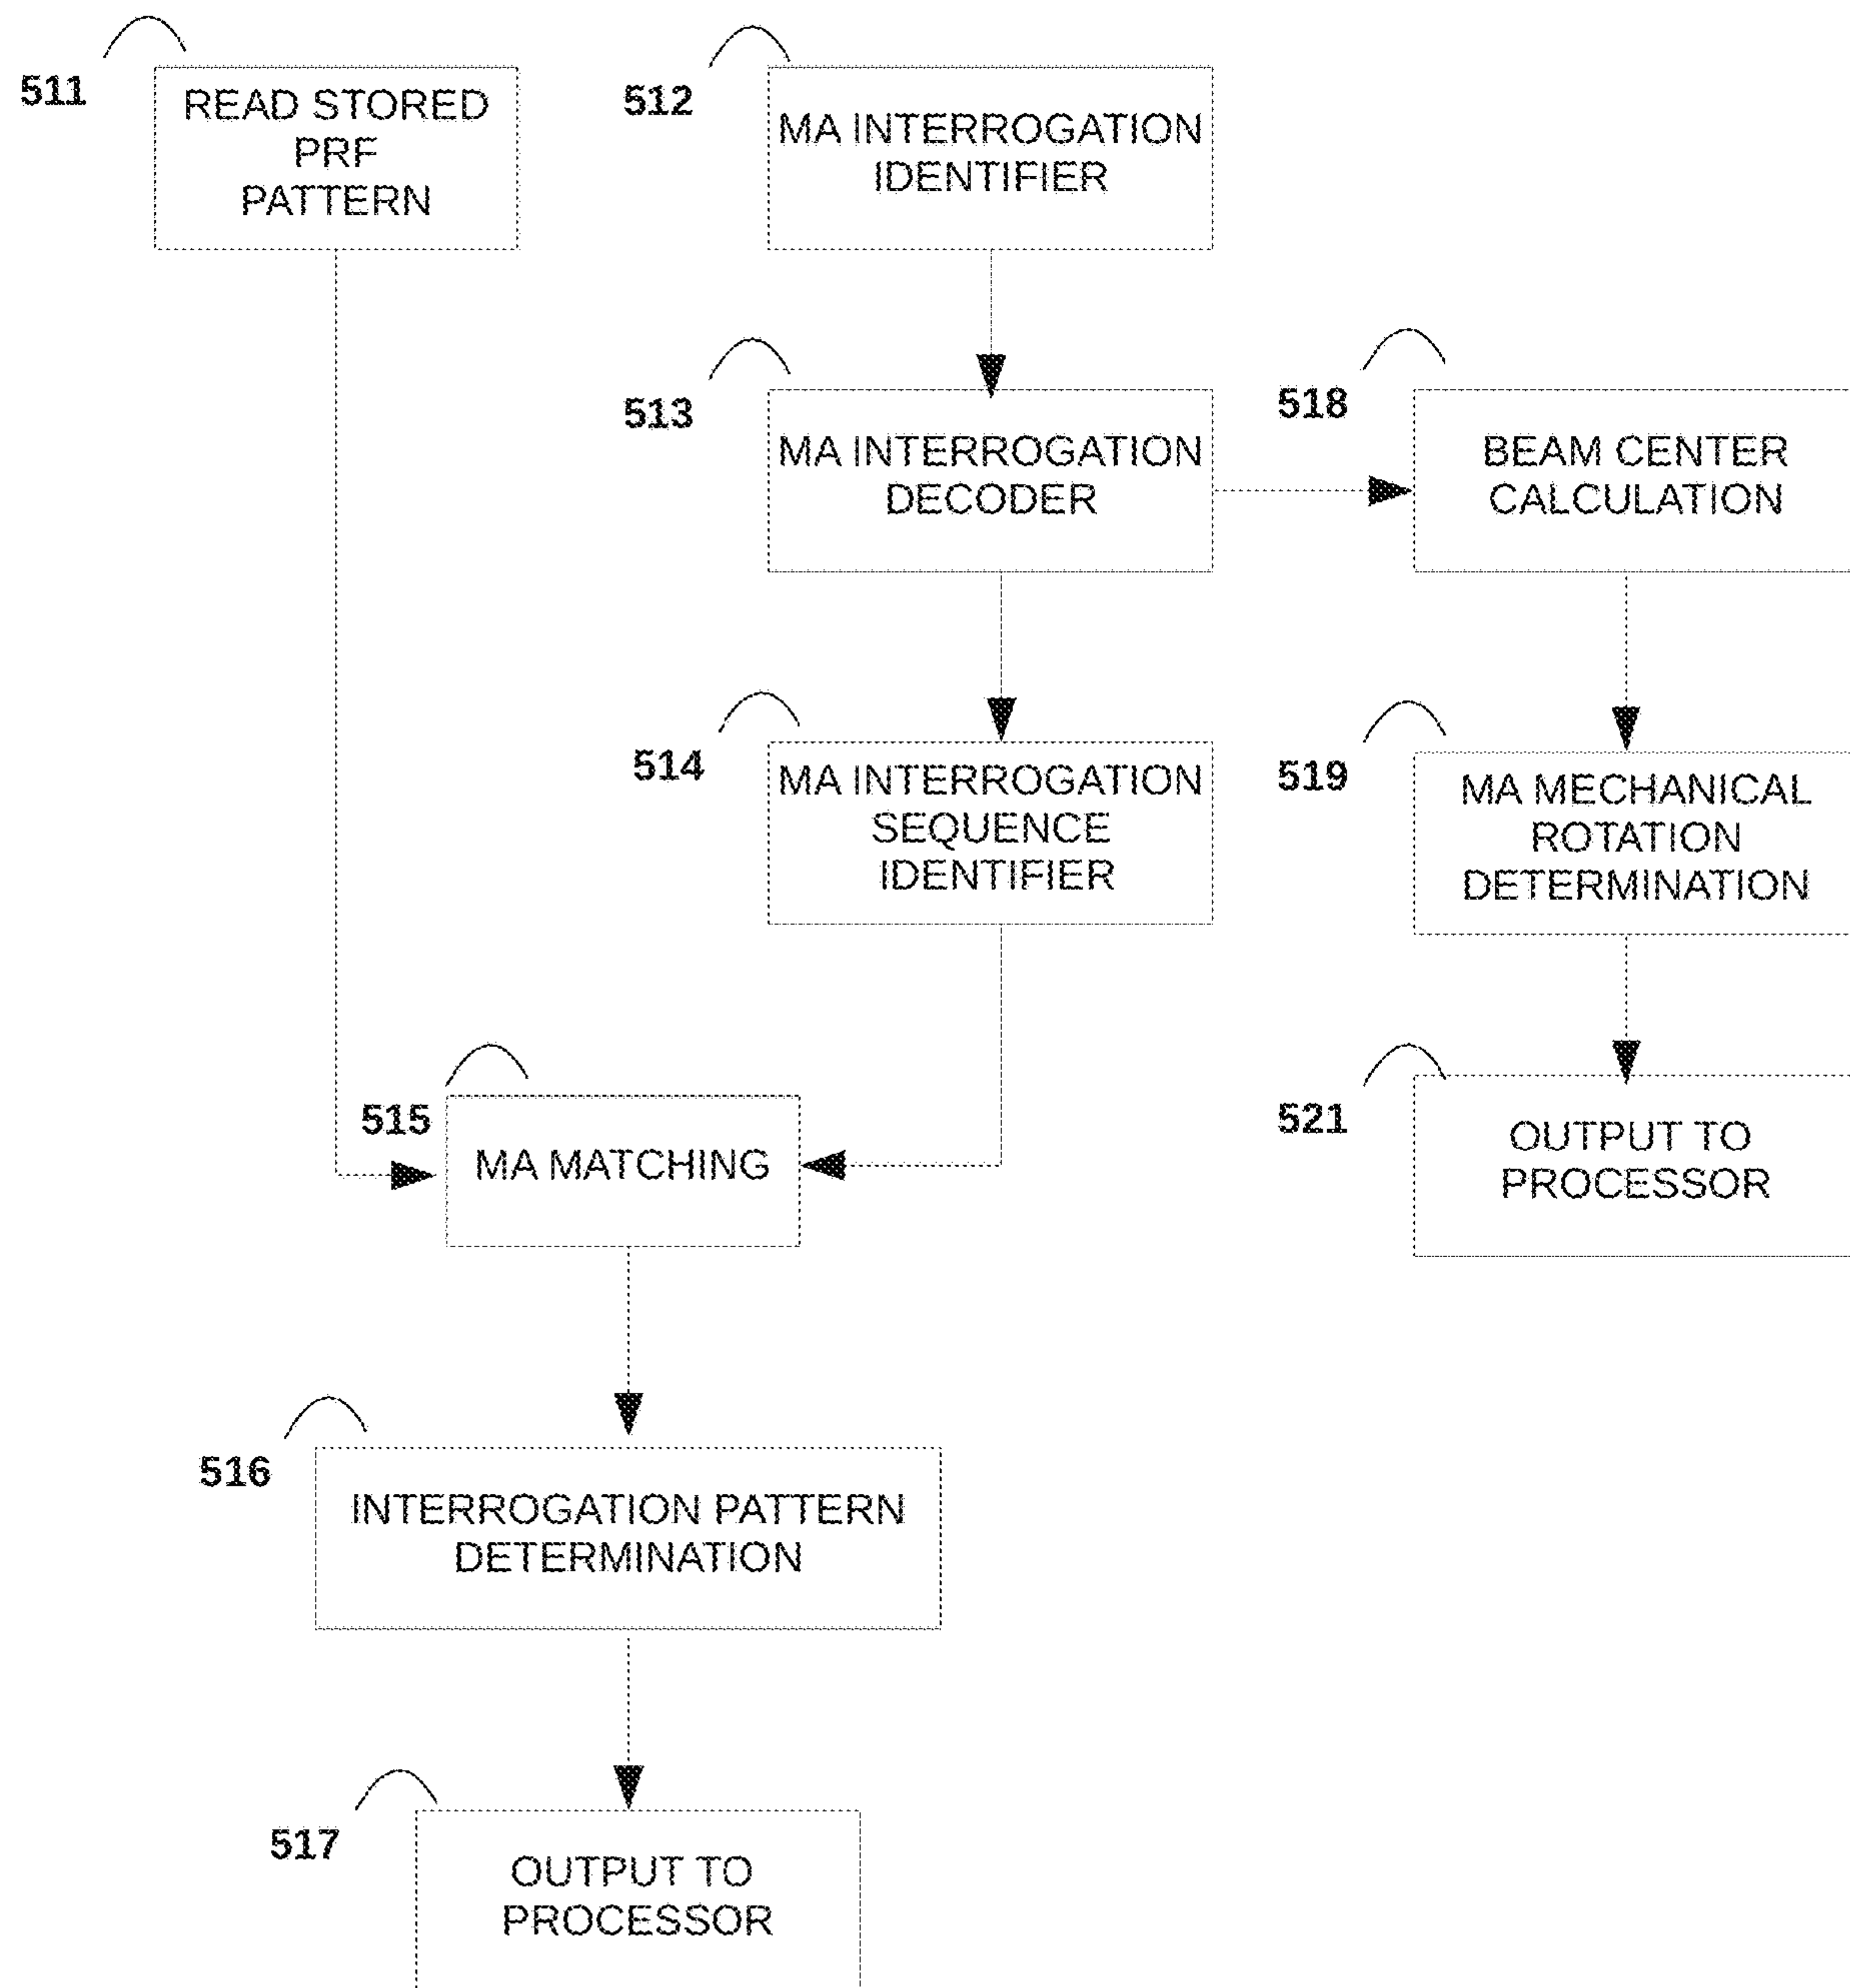 511
READ STORED
PRF
PATTERN
512
MA INTERROGATION
IDENTIFIER
513
MA INTERROGATION
DECODER
518
BEAM CENTER
CALCULATION
514
MA INTERROGATION
SEQUENCE
IDENTIFIER
519
MA MECHANICAL
ROTATION
DETERMINATION
515
MA MATCHING
521
OUTPUT TO
PROCESSOR
516
INTERROGATION PATTERN
DETERMINATION
517
OUTPUT TO
PROCESSOR